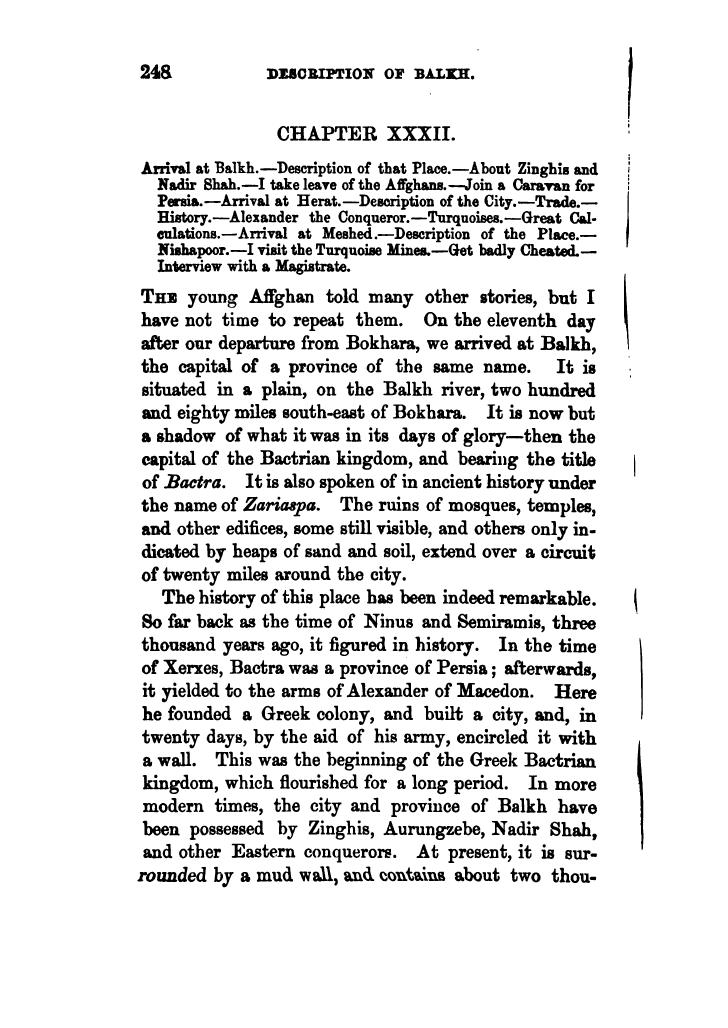 248 DESCRIPTION OF BALKH.
CHAPTER XXXII.
Arrival at Balkh.—Description of that Place.—About Zinghis and
Nadir Shah.—I take leave of the Affghans.—Join a Caravan for
Persia.—Arrival at Herat.—Description of the City.—Trade.—
History.—Alexander the Conqueror.—Turquoises.—Great Cal-
culations.—Arrival at Meshed.—Description of the Place.—
Nishapoor.—I visit the Turquoise Mines.—Get badly Cheated.—
Interview with a Magistrate.
THE young Affghan told many other stories, but I
have not time to repeat them. On the eleventh day
after our departure from Bokhara, we arrived at Balkh,
the capital of a province of the same name. It is
situated in a plain, on the Balkh river, two hundred
and eighty miles south-east of Bokhara. It is now but
a shadow of what it was in its days of glory—then the
capital of the Bactrian kingdom, and bearing the title
of Bactra. It is also spoken of in ancient history under
the name of Zariaspa. The ruins of mosques, temples,
and other edifices, some still visible, and others only in-
dicated by heaps of sand and soil, extend over a circuit
of twenty miles around the city.
The history of this place has been indeed remarkable.
So far back as the time of Ninus and Semiramis, three
thousand years ago, it figured in history. In the time
of Xerxes, Bactra was a province of Persia; afterwards,
it yielded to the arms of Alexander of Macedon. Here
he founded a Greek colony, and built a city, and, in
twenty days, by the aid of his army, encircled it with
a wall. This was the beginning of the Greek Bactrian
kingdom, which flourished for a long period. In more
modern times, the city and province of Balkh have
been possessed by Zinghis, Aurungzebe, Nadir Shah,
and other Eastern conquerors. At present, it is sur-
rounded by a mud wall, and contains about two thou-